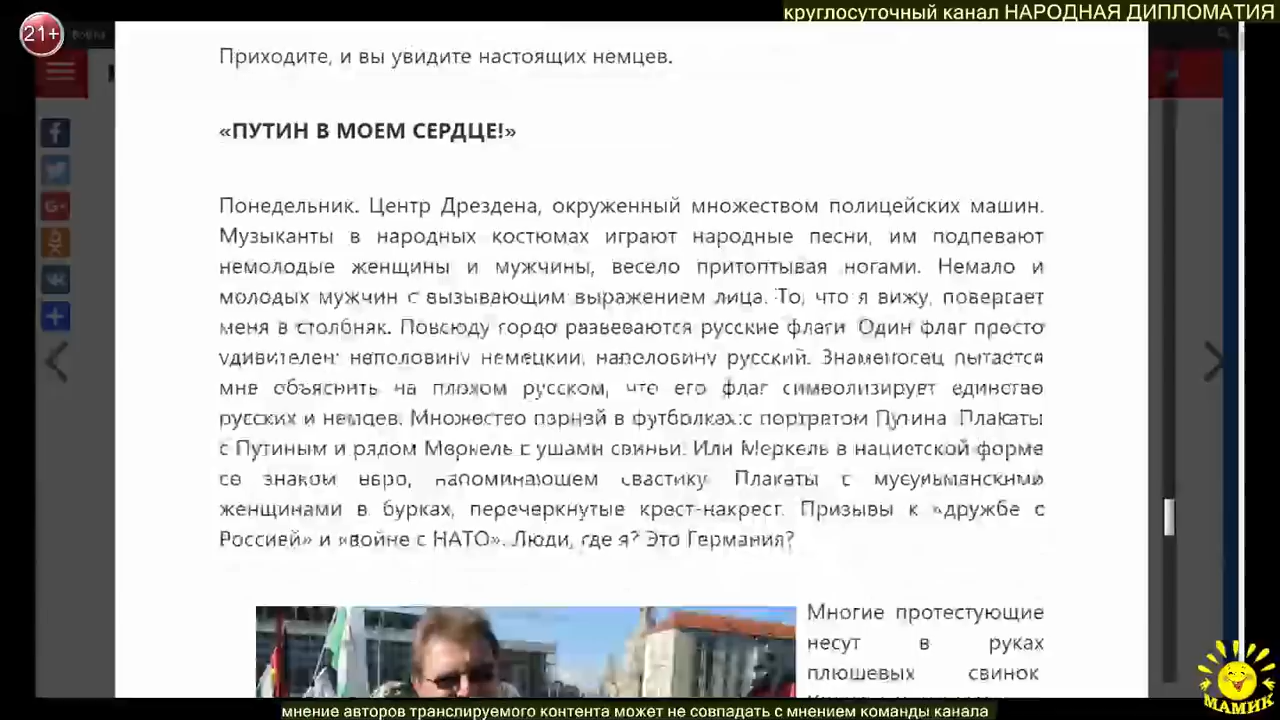 круглосуточный канал НАРОДНАЯ ДИПЛОМАТИЯ
21+
Приходите, и вы увидите настоящих немцев.
«ПУТИН В МОЕМ СЕРДЦЕ!»
Понедельник. Центр Дрездена, окруженный множеством полицейских машин.
Музыканты в народных костюмах играют народные песни, им подпевают
немолодые женщины и мужчины, весело притоптывая ногами. Немало и
молодых мужчин с вызывающим выражением лица. То, что я вижу, повергает
меня в столбняк. Повсюду гордо развеваются русские флаги. Один флаг просто
удивителен: наполовину немецкий, наполовину русский. Знаменосец пытается
мне объяснить на плохом русском, что его флаг символизирует единство
русских и немцев. Множество парней в футболках с портретом Путина. Плакаты
с Путиным и рядом Меркель с ушами свиньи. Или Меркель в нацистской форме
со знаком евро, напоминающем свастику. Плакаты с мусульманскими
женщинами в бурках, перечеркнутые крест-накрест. Призывы к «дружбе с
Россией» и «войне с НАТО». Люди, где я? Это Германия?
Многие протестующие
несут в руках
плюшевых свинок
МАМИК
мнение авторов транслируемого контента может не совпадать с мнением команды канала